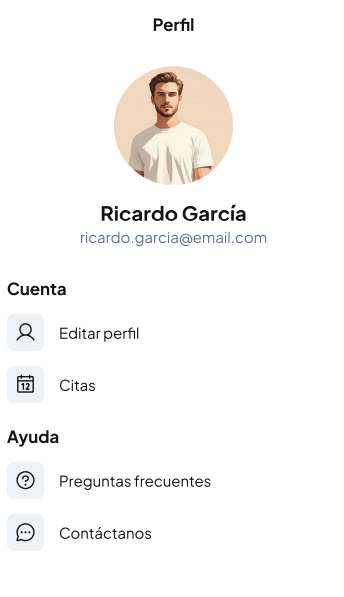 Perfil
Ricardo García
ricardo.garcia@email.com
Cuenta
Editar perfil
12
Citas
Ayuda
Preguntas frecuentes
Contáctanos